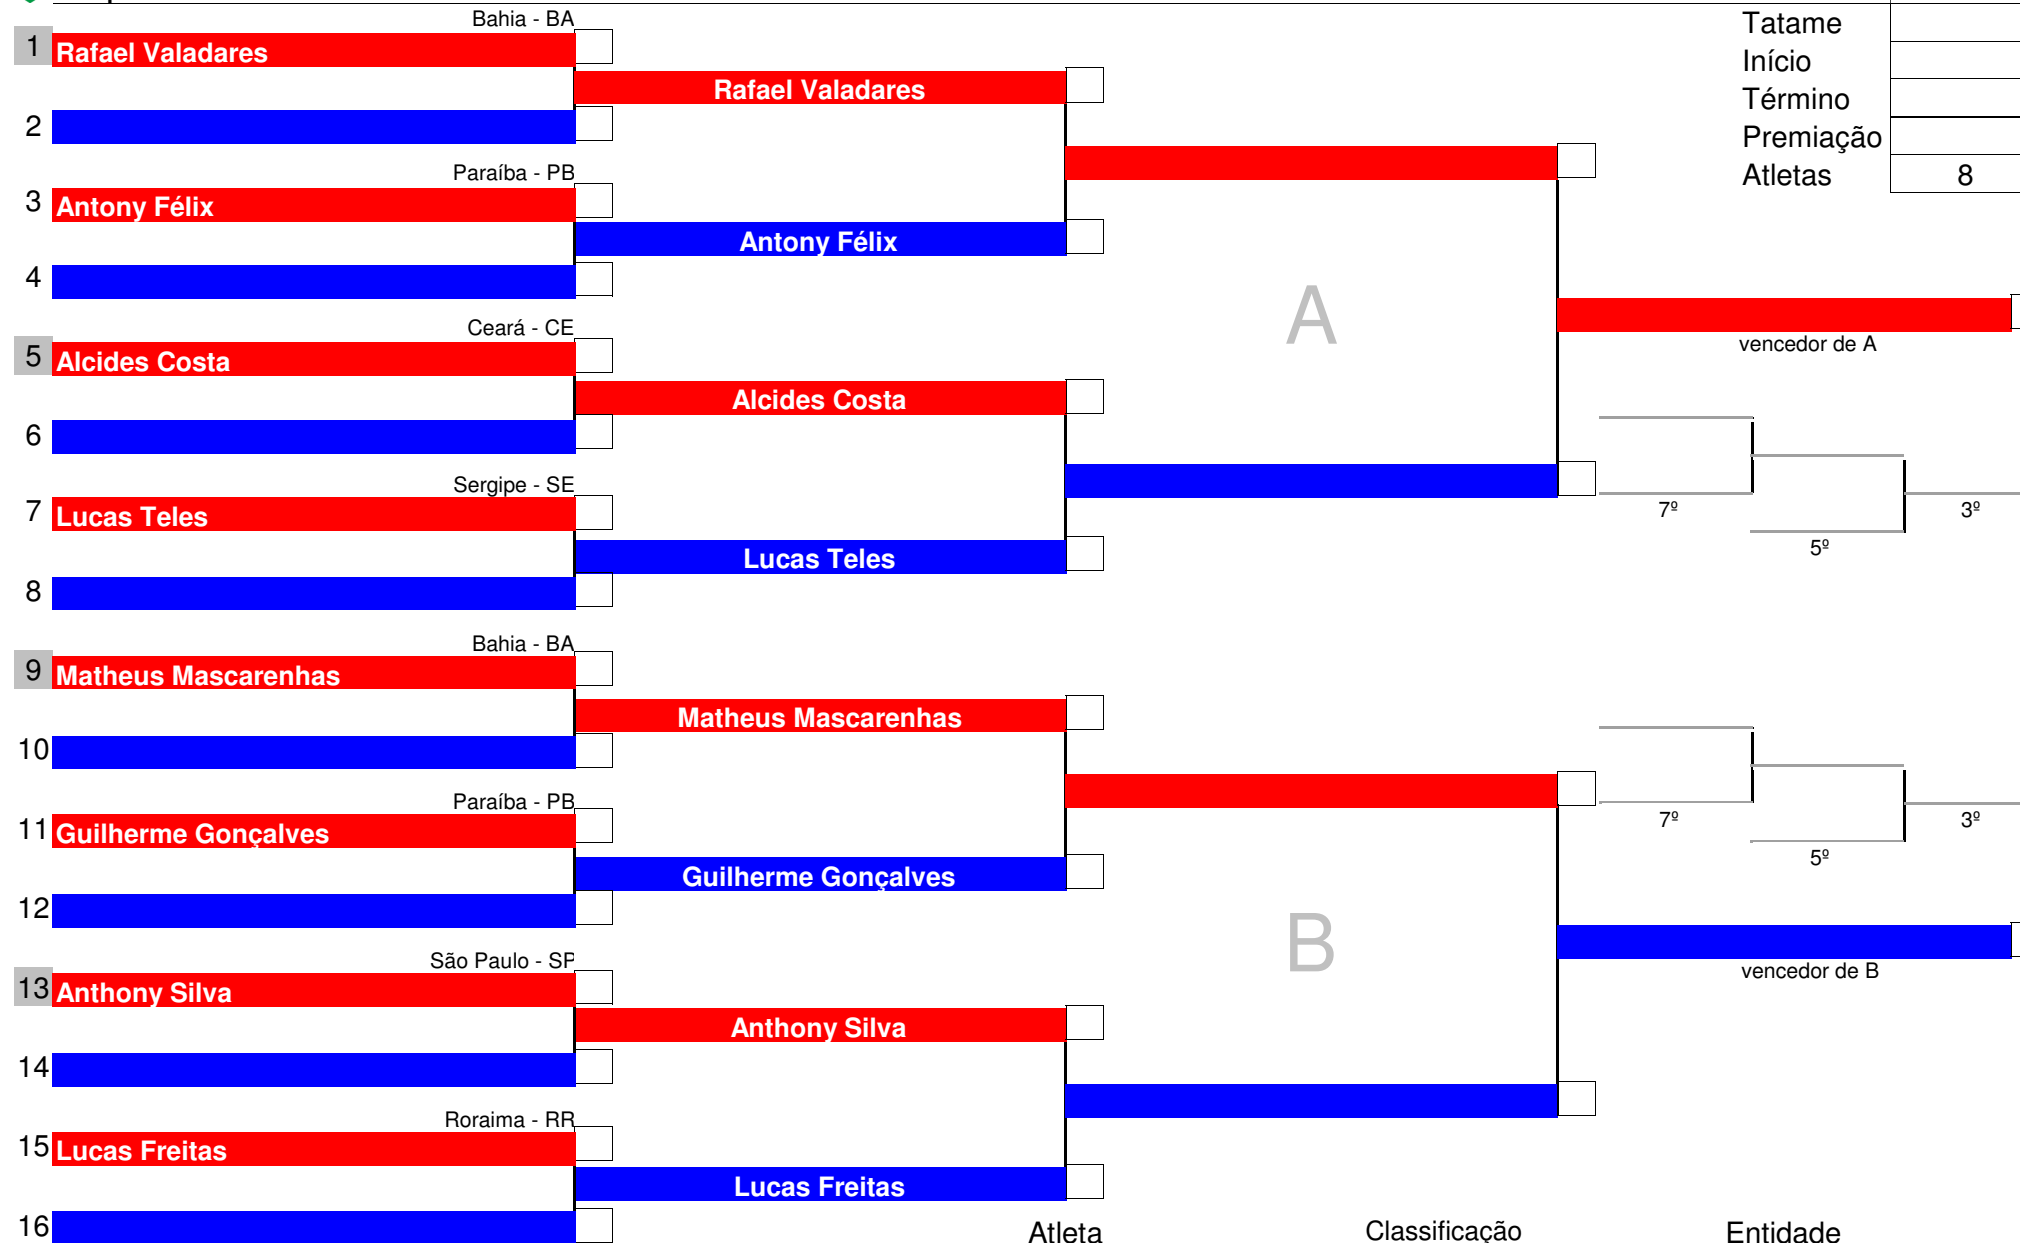 Bahia - BA
1 Rafael Valadares
Rafael Valadares
2
Paraíba - PB
3 Antony Félix
Antony Félix
4
Ceará - CE
5 Alcides Costa
Alcides Costa
6
Sergipe - SE
7 Lucas Teles
Lucas Teles
8
Bahia - BA
9 Matheus Mascarenhas
Matheus Mascarenhas
10
Paraíba - PB
11 Guilherme Gonçalves
Guilherme Gonçalves
12
São Paulo - SP
13 Anthony Silva
Anthony Silva
14
Roraima - RR
15 Lucas Freitas
Lucas Freitas
16
A
B
Tatame
Início
Término
Premiação
Atletas 8
vencedor de A
7º
5º
3º
7º
5º
3º
vencedor de B
Atleta Classificação Entidade